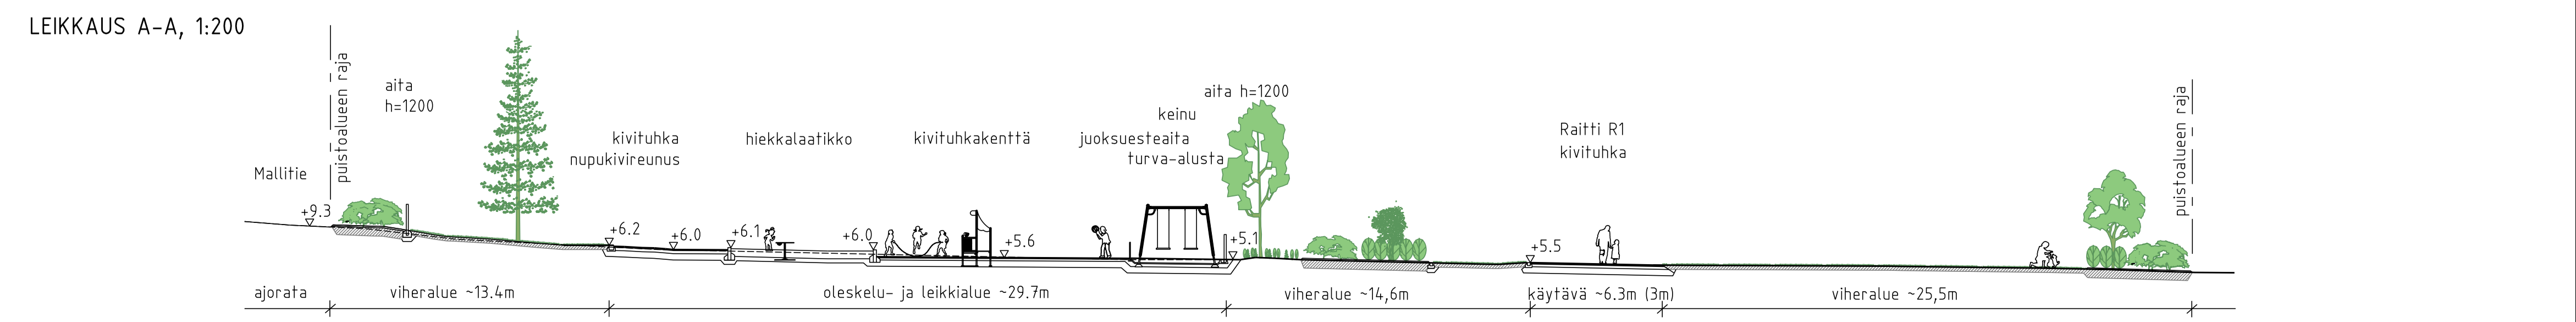 LEIKKAUS A-A, 1:200
puistoalueen raja
aita
h=1200
Mallitie
+9.3
kivituhka
nupukivireunus
hiekkalaatikko
kivituhkakenttä
aita h=1200
keinu
juoksuesteaita
turva-alusta
Raitti R1
kivituhka
puistoalueen raja
+6.2
+6.0
+6.1
+6.0
+5.6
+5.1
+5.5
ajorata
viheralue ~13.4m
oleskelu- ja leikkialue ~29.7m
viheralue ~14,6m
käytävä ~6.3m (3m)
viheralue ~25,5m